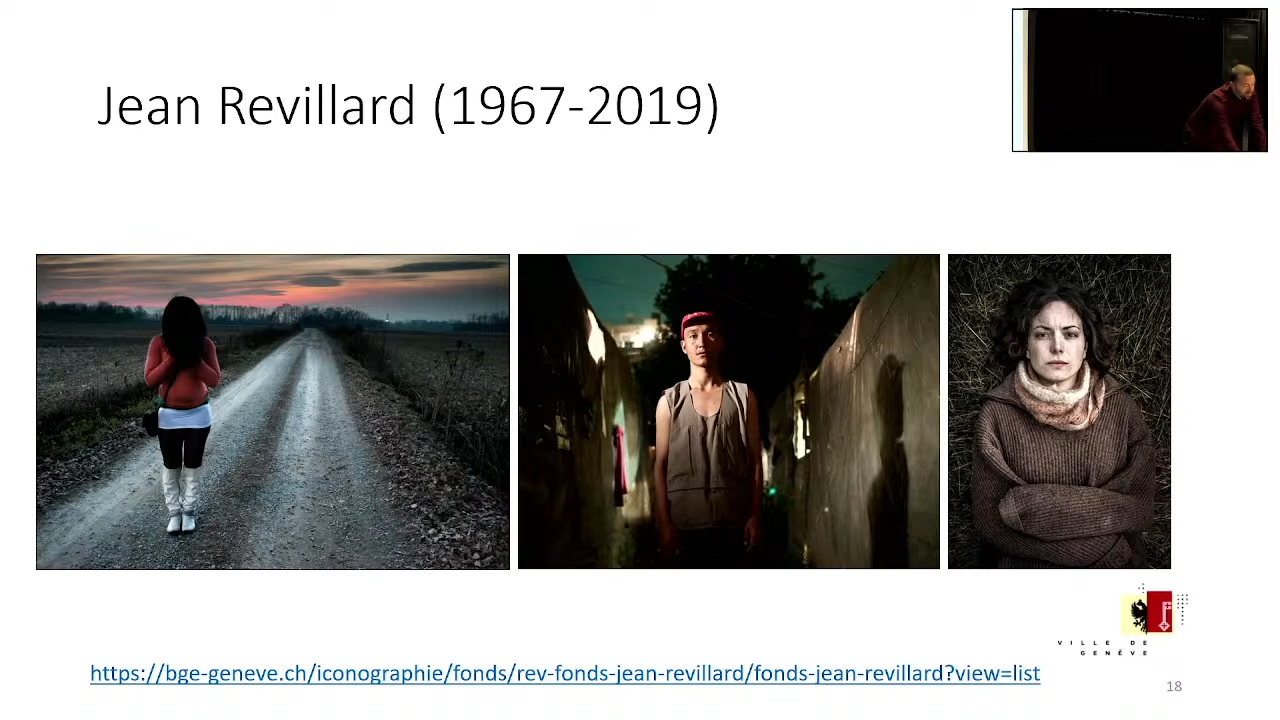 Jean Revillard (1967-2019)
VILLE DE
GENÈVE
https://bge-geneve.ch/iconographie/fonds/rev-fonds-jean-revillard/fonds-jean-revillard?view=list
18